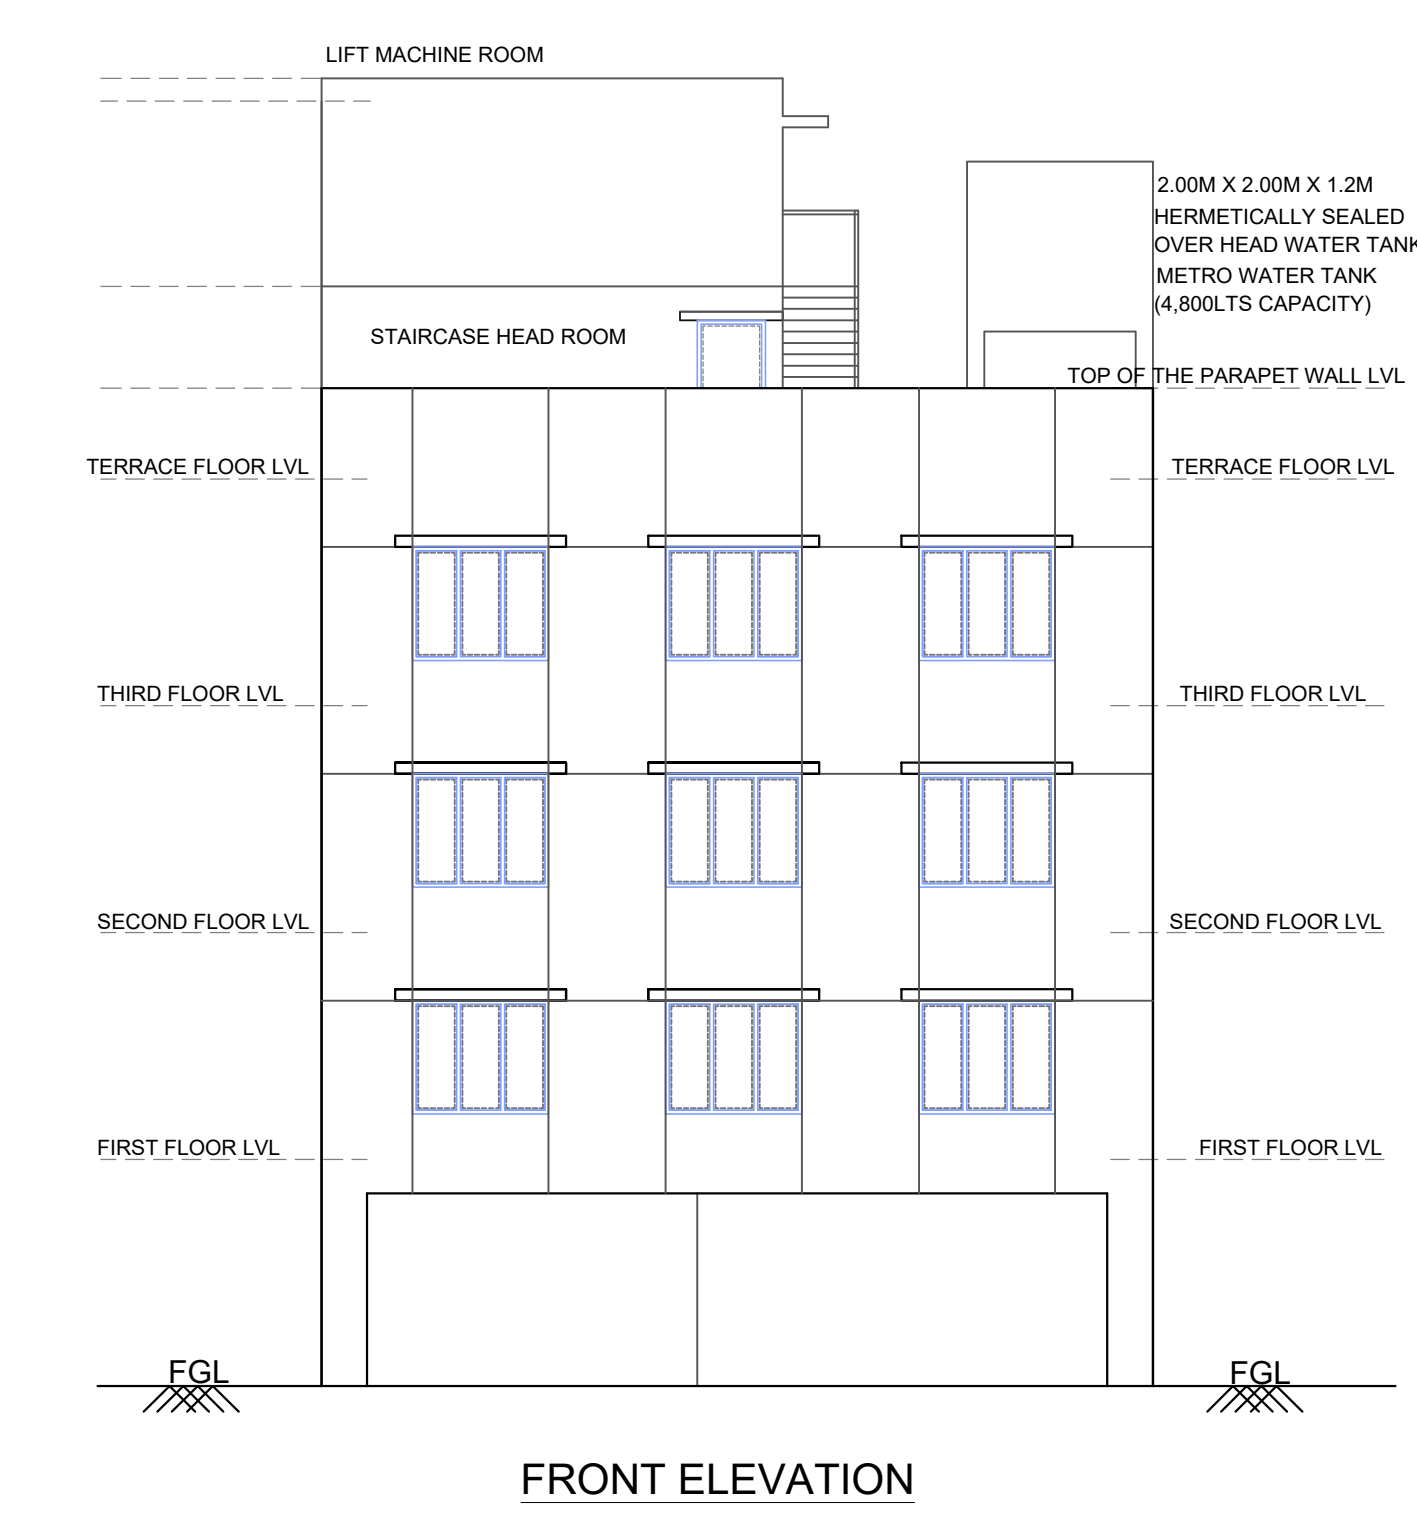 LIFT MACHINE ROOM
2.00M X 2.00M X 1.2M
HERMETICALLY SEALED
OVER HEAD WATER TANK
METRO WATER TANK
(4,800LTS CAPACITY)
STAIRCASE HEAD ROOM
TOP OF THE PARAPET WALL LVL
TERRACE FLOOR LVL
TERRACE FLOOR LVL
THIRD FLOOR LVL
THIRD FLOOR LVL
SECOND FLOOR LVL
SECOND FLOOR LVL
FIRST FLOOR LVL
FIRST FLOOR LVL
FGL
FGL
FRONT ELEVATION